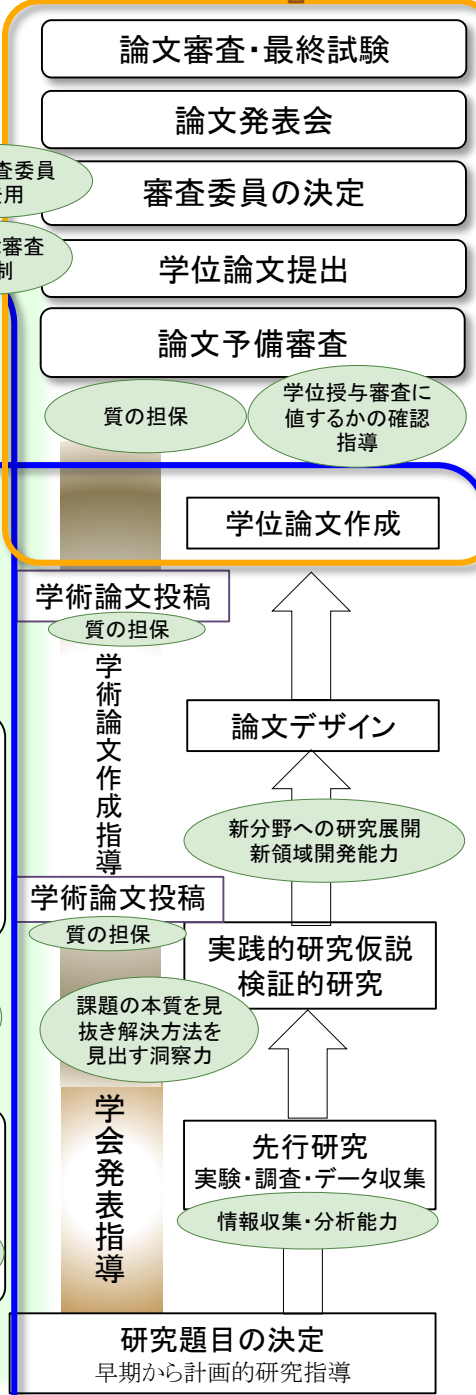 論文審査・最終試験
論文発表会
査委員
用
審査委員の決定
審査
制
学位論文提出
論文予備審査
質の担保
学位授与審査に
値するかの確認
指導
学位論文作成
学術論文投稿
質の担保
学術論文作成指導
論文デザイン
新分野への研究展開
新領域開発能力
学術論文投稿
質の担保
実践的研究仮説
検証的研究
課題の本質を見
抜き解決方法を
見出す洞察力
学会発表指導
先行研究
実験・調査・データ収集
情報収集・分析能力
研究題目の決定
早期から計画的研究指導